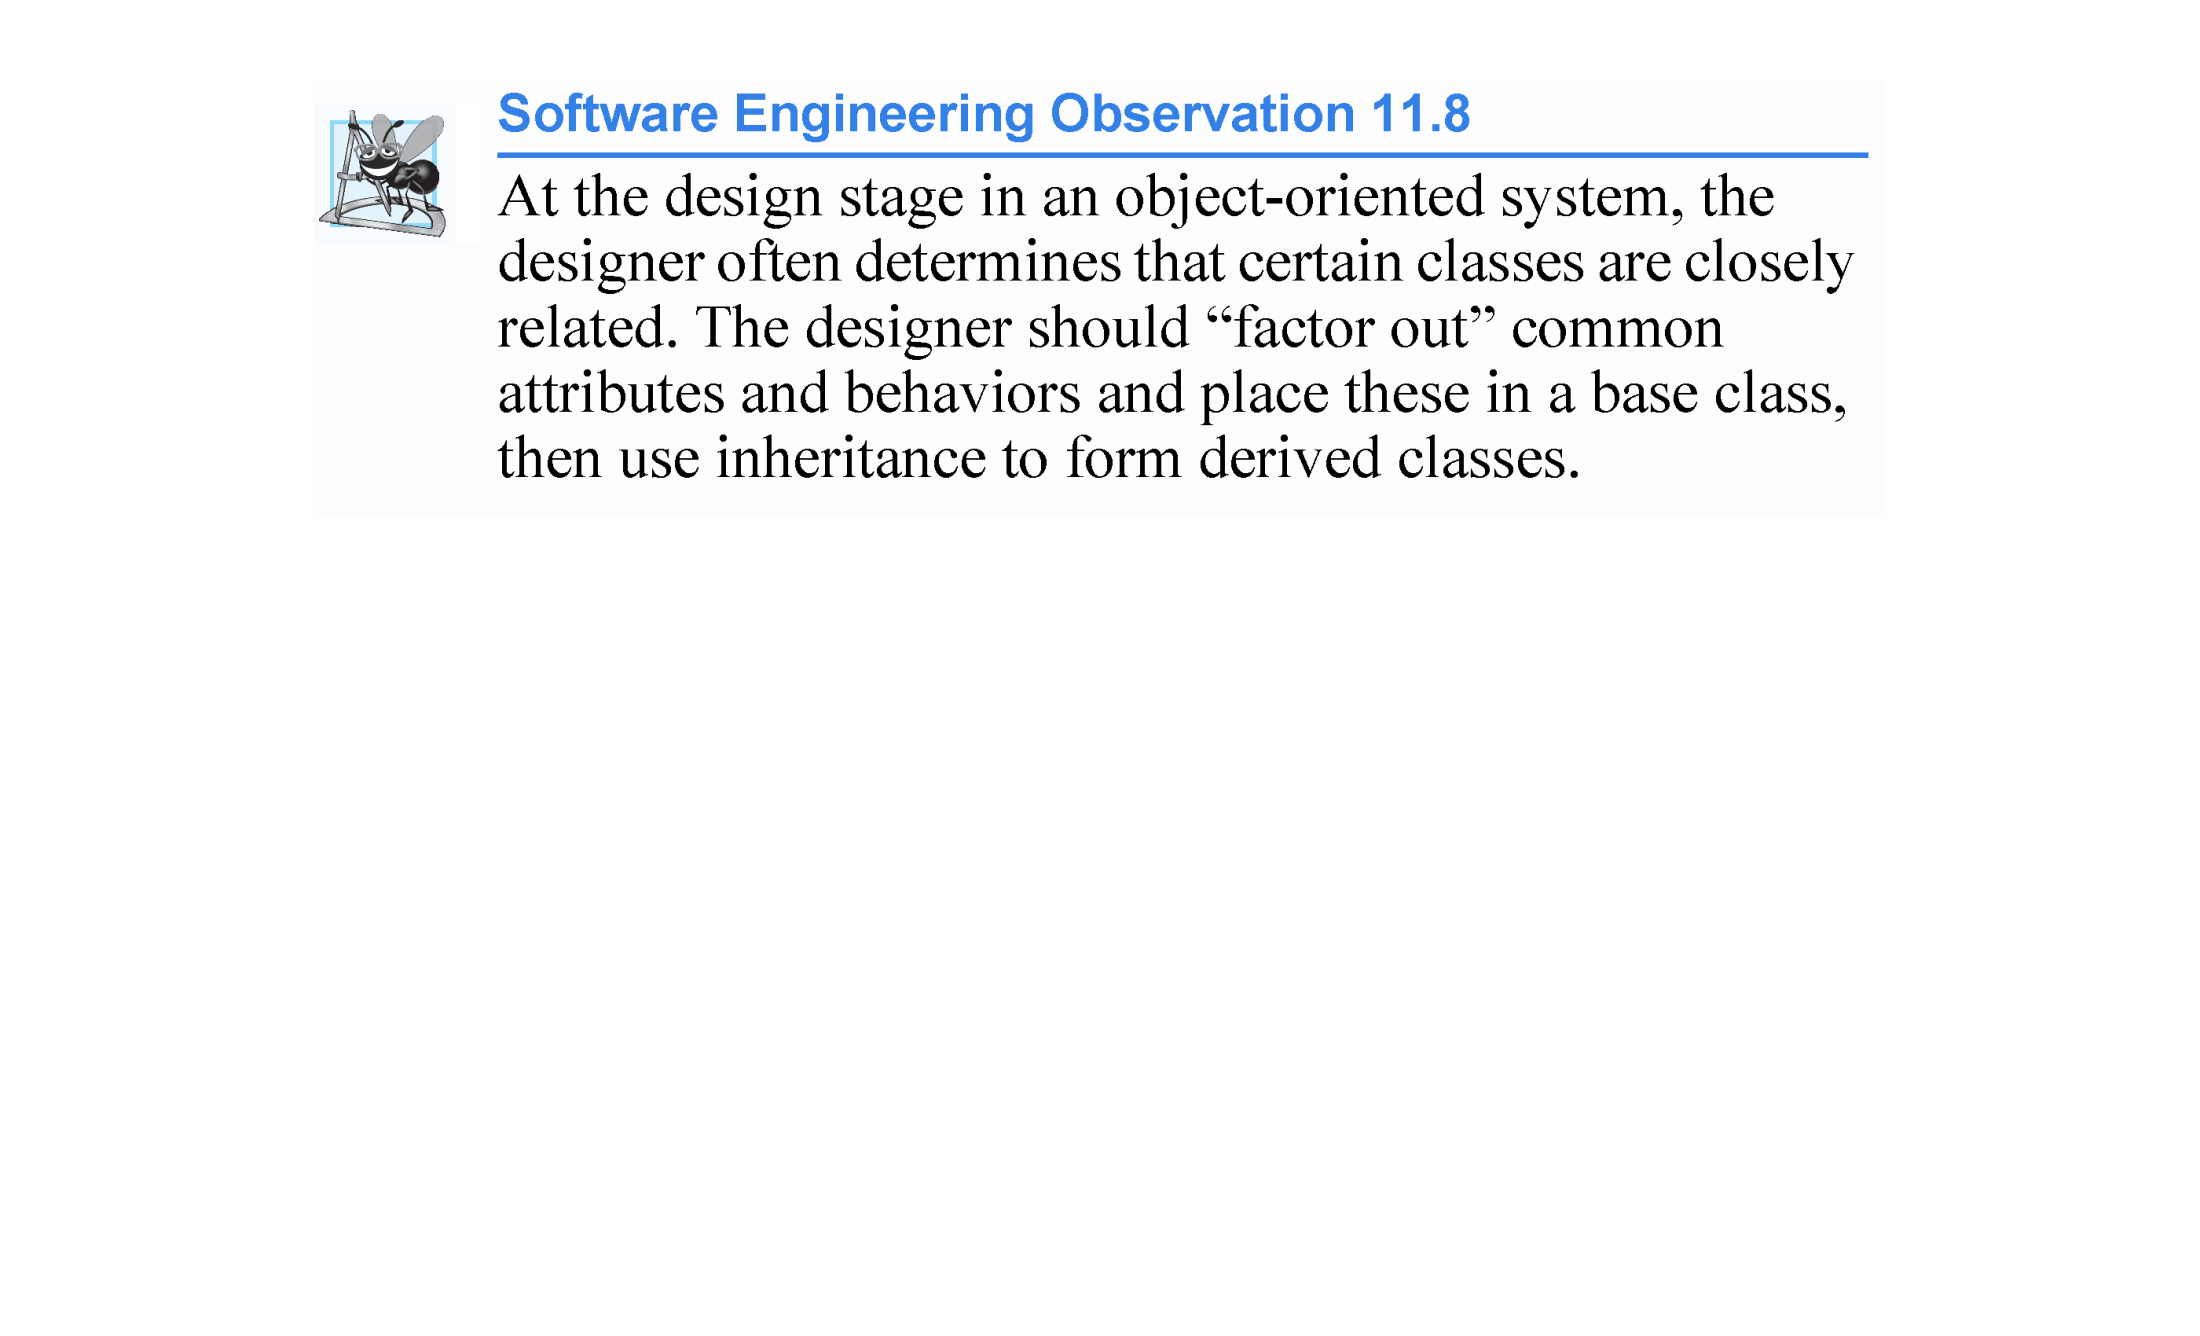 Software Engineering Observation 11.8
At the design stage in an object-oriented system, the
designer often determines that certain classes are closely
related. The designer should “factor out” common
attributes and behaviors and place these in a base class,
then use inheritance to form derived classes.